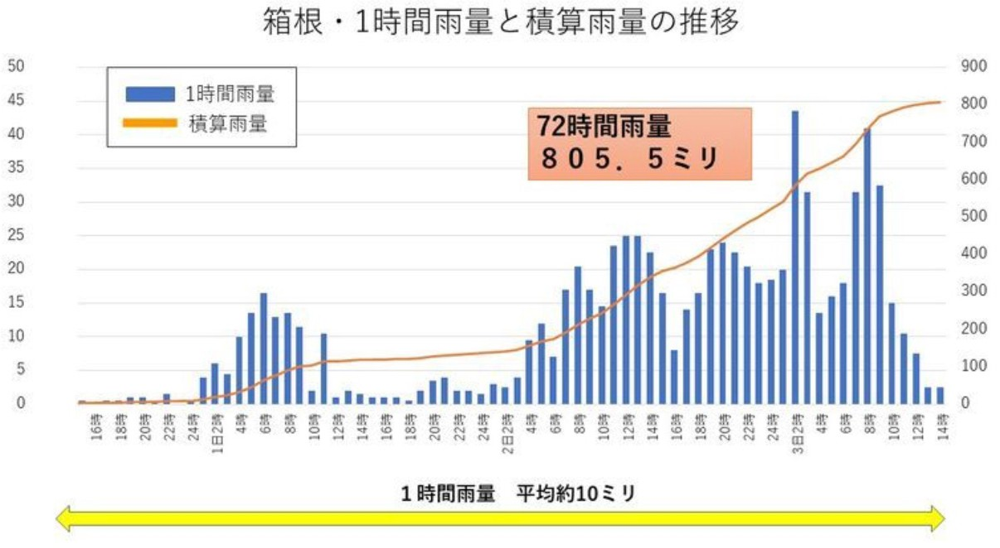 箱根・1時間雨量と積算雨量の推移
50
45
40
35
30
25
20
15
10
5
0
1時間雨量
積算雨量
72時間雨量
８０５．５ミリ
900
800
700
600
500
400
300
200
100
0
16時
18時
20時
22時
24時
1日2時
4時
6時
8時
10時
12時
14時
16時
18時
20時
22時
24時
2日2時
4時
6時
8時
10時
12時
14時
16時
18時
20時
22時
24時
3日2時
4時
6時
8時
10時
12時
14時
１時間雨量　平均約10ミリ